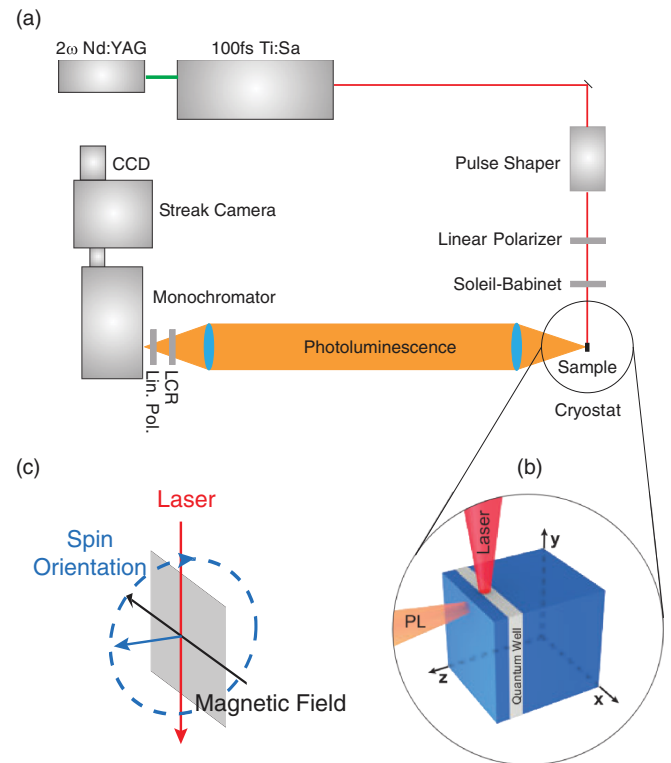 (a)
2ω Nd:YAG
100fs Ti:Sa
CCD
Pulse Shaper
Streak Camera
Linear Polarizer
Soleil-Babinet
Monochromator
Photoluminescence
Lin. Pol.
LCR
Sample
Cryostat
(c)
Laser
Spin
Orientation
Magnetic Field
(b)
Laser
y
PL
Quantum Well
z
x